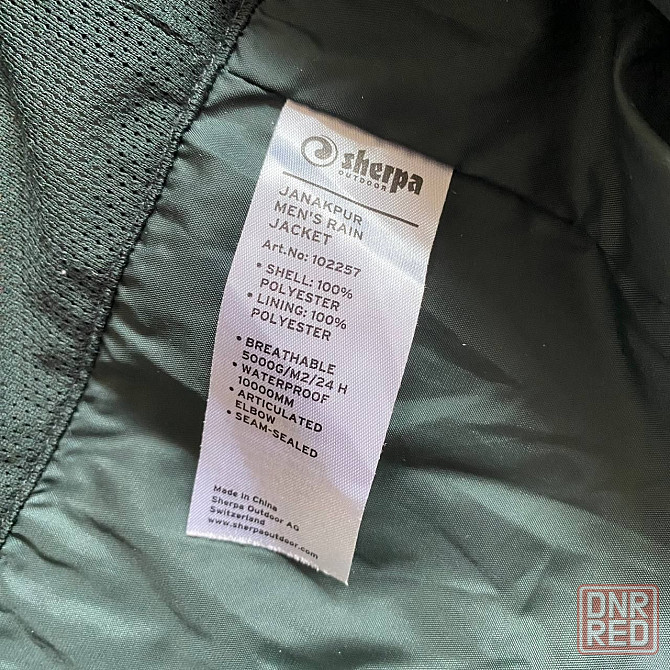 sherpa
OUTDOOR
JANAKPUR
MEN'S RAIN
JACKET
Art.No: 102257
• SHELL: 100%
POLYESTER
• LINING: 100%
POLYESTER
• BREATHABLE
5000G/M2/24 H
• WATERPROOF
10000MM
• ARTICULATED
ELBOW
• SEAM-SEALED
Made in China
Sherpa Outdoor AG
Switzerland
www.sherpaoutdoor.com
DNR
RED